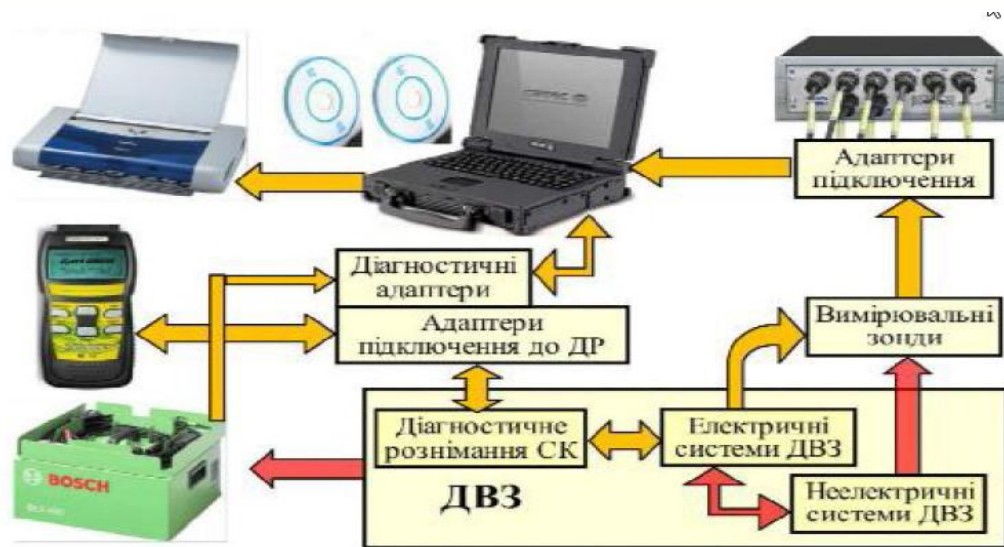 Адаптери
підключення
Діагностичні
адаптери
Адаптери
підключення до ДР
Вимірювальні
зонди
Діагностичне
рознімання СК
Електричні
системи ДВЗ
BOSCH
ДВЗ
Неелектричні
системи ДВЗ